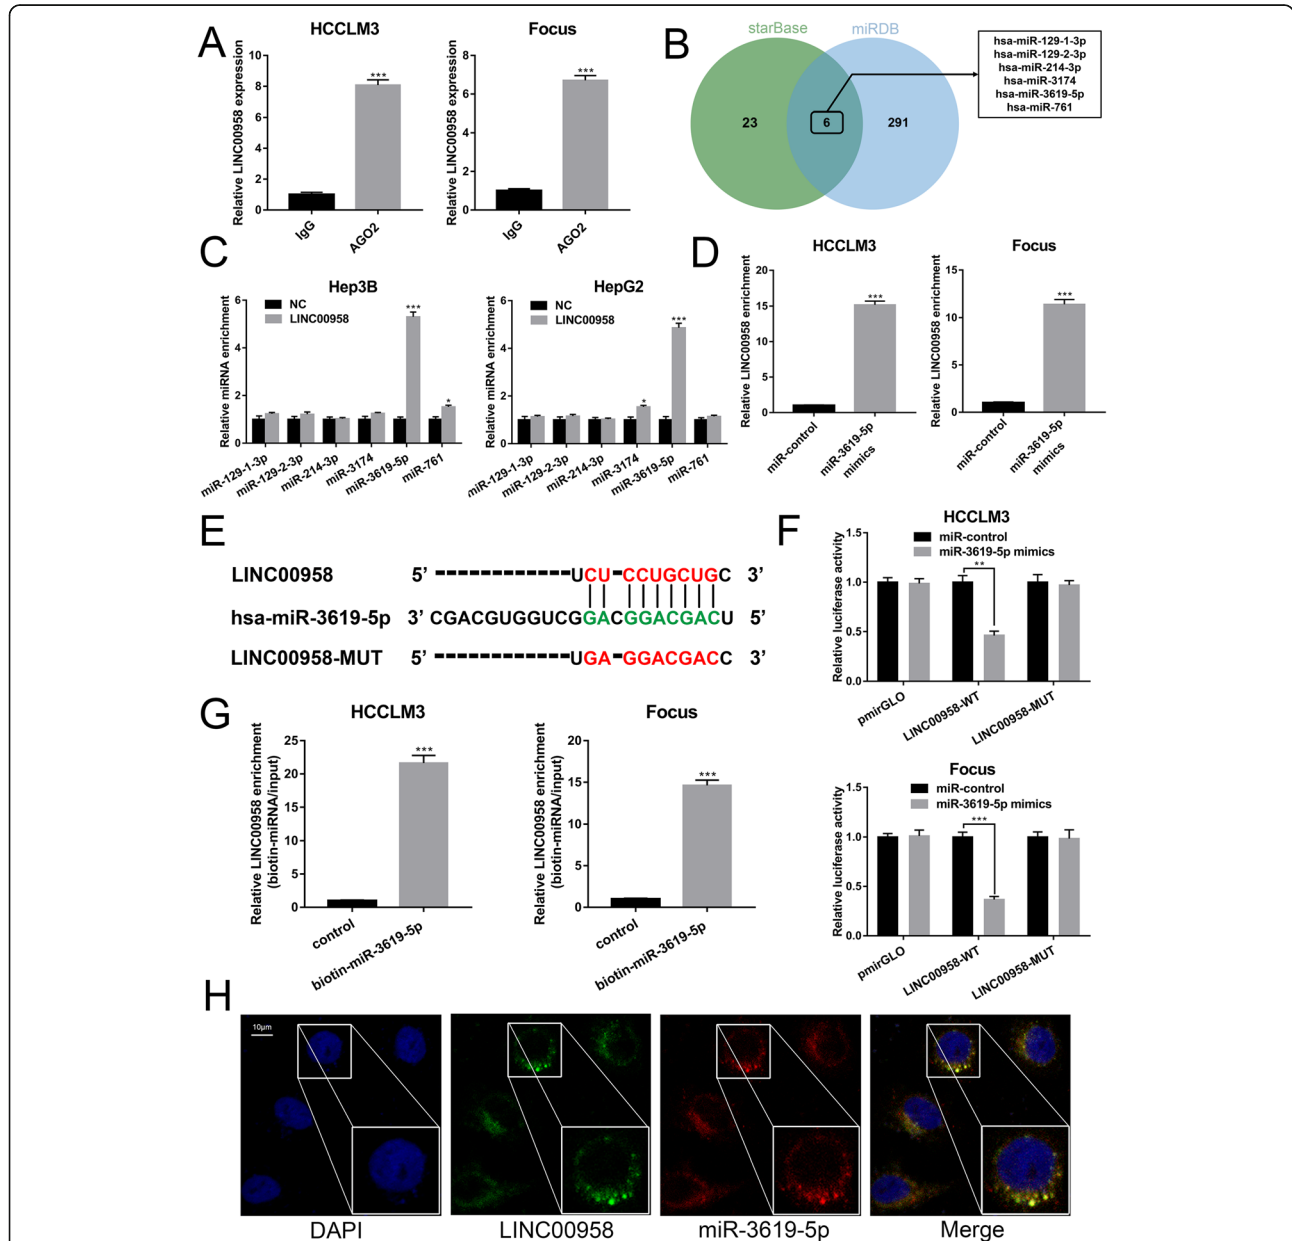 A
HCCLM3
Relative LINC00958 expression
10
8
6
4
2
0
***
IgG
AGO2
Focus
Relative LINC00958 expression
8
6
4
2
0
***
IgG
AGO2
B
starBase
miRDB
23
6
291
hsa-miR-129-1-3p
hsa-miR-129-2-3p
hsa-miR-214-3p
hsa-miR-3174
hsa-miR-3619-5p
hsa-miR-761
C
Hep3B
Relative miRNA enrichment
6
4
2
0
NC
LINC00958
***
*
miR-129-1-3p
miR-129-2-3p
miR-214-3p
miR-3174
miR-3619-5p
miR-761
HepG2
Relative miRNA enrichment
6
4
2
0
NC
LINC00958
*
***
miR-129-1-3p
miR-129-2-3p
miR-214-3p
miR-3174
miR-3619-5p
miR-761
D
HCCLM3
Relative LINC00958 enrichment
20
15
10
5
0
***
miR-control
miR-3619-5p
mimics
Focus
Relative LINC00958 enrichment
15
10
5
0
***
miR-control
miR-3619-5p
mimics
E
LINC00958 5’ ------------UCU-CCUGCUGC 3’
hsa-miR-3619-5p 3’ CGACGUGGUCGGACGGACGACU 5’
LINC00958-MUT 5’ ------------UGA-GGACGACC 3’
F
HCCLM3
miR-control
miR-3619-5p mimics
Relative luciferase activity
1.5
1.0
0.5
0.0
**
pmirGLO
LINC00958-WT
LINC00958-MUT
Focus
miR-control
miR-3619-5p mimics
Relative luciferase activity
1.5
1.0
0.5
0.0
***
pmirGLO
LINC00958-WT
LINC00958-MUT
G
HCCLM3
Relative LINC00958 enrichment
(biotin-miRNA/input)
25
20
15
10
5
0
***
control
biotin-miR-3619-5p
Focus
Relative LINC00958 enrichment
(biotin-miRNA/input)
20
15
10
5
0
***
control
biotin-miR-3619-5p
H
10μm
DAPI
LINC00958
miR-3619-5p
Merge